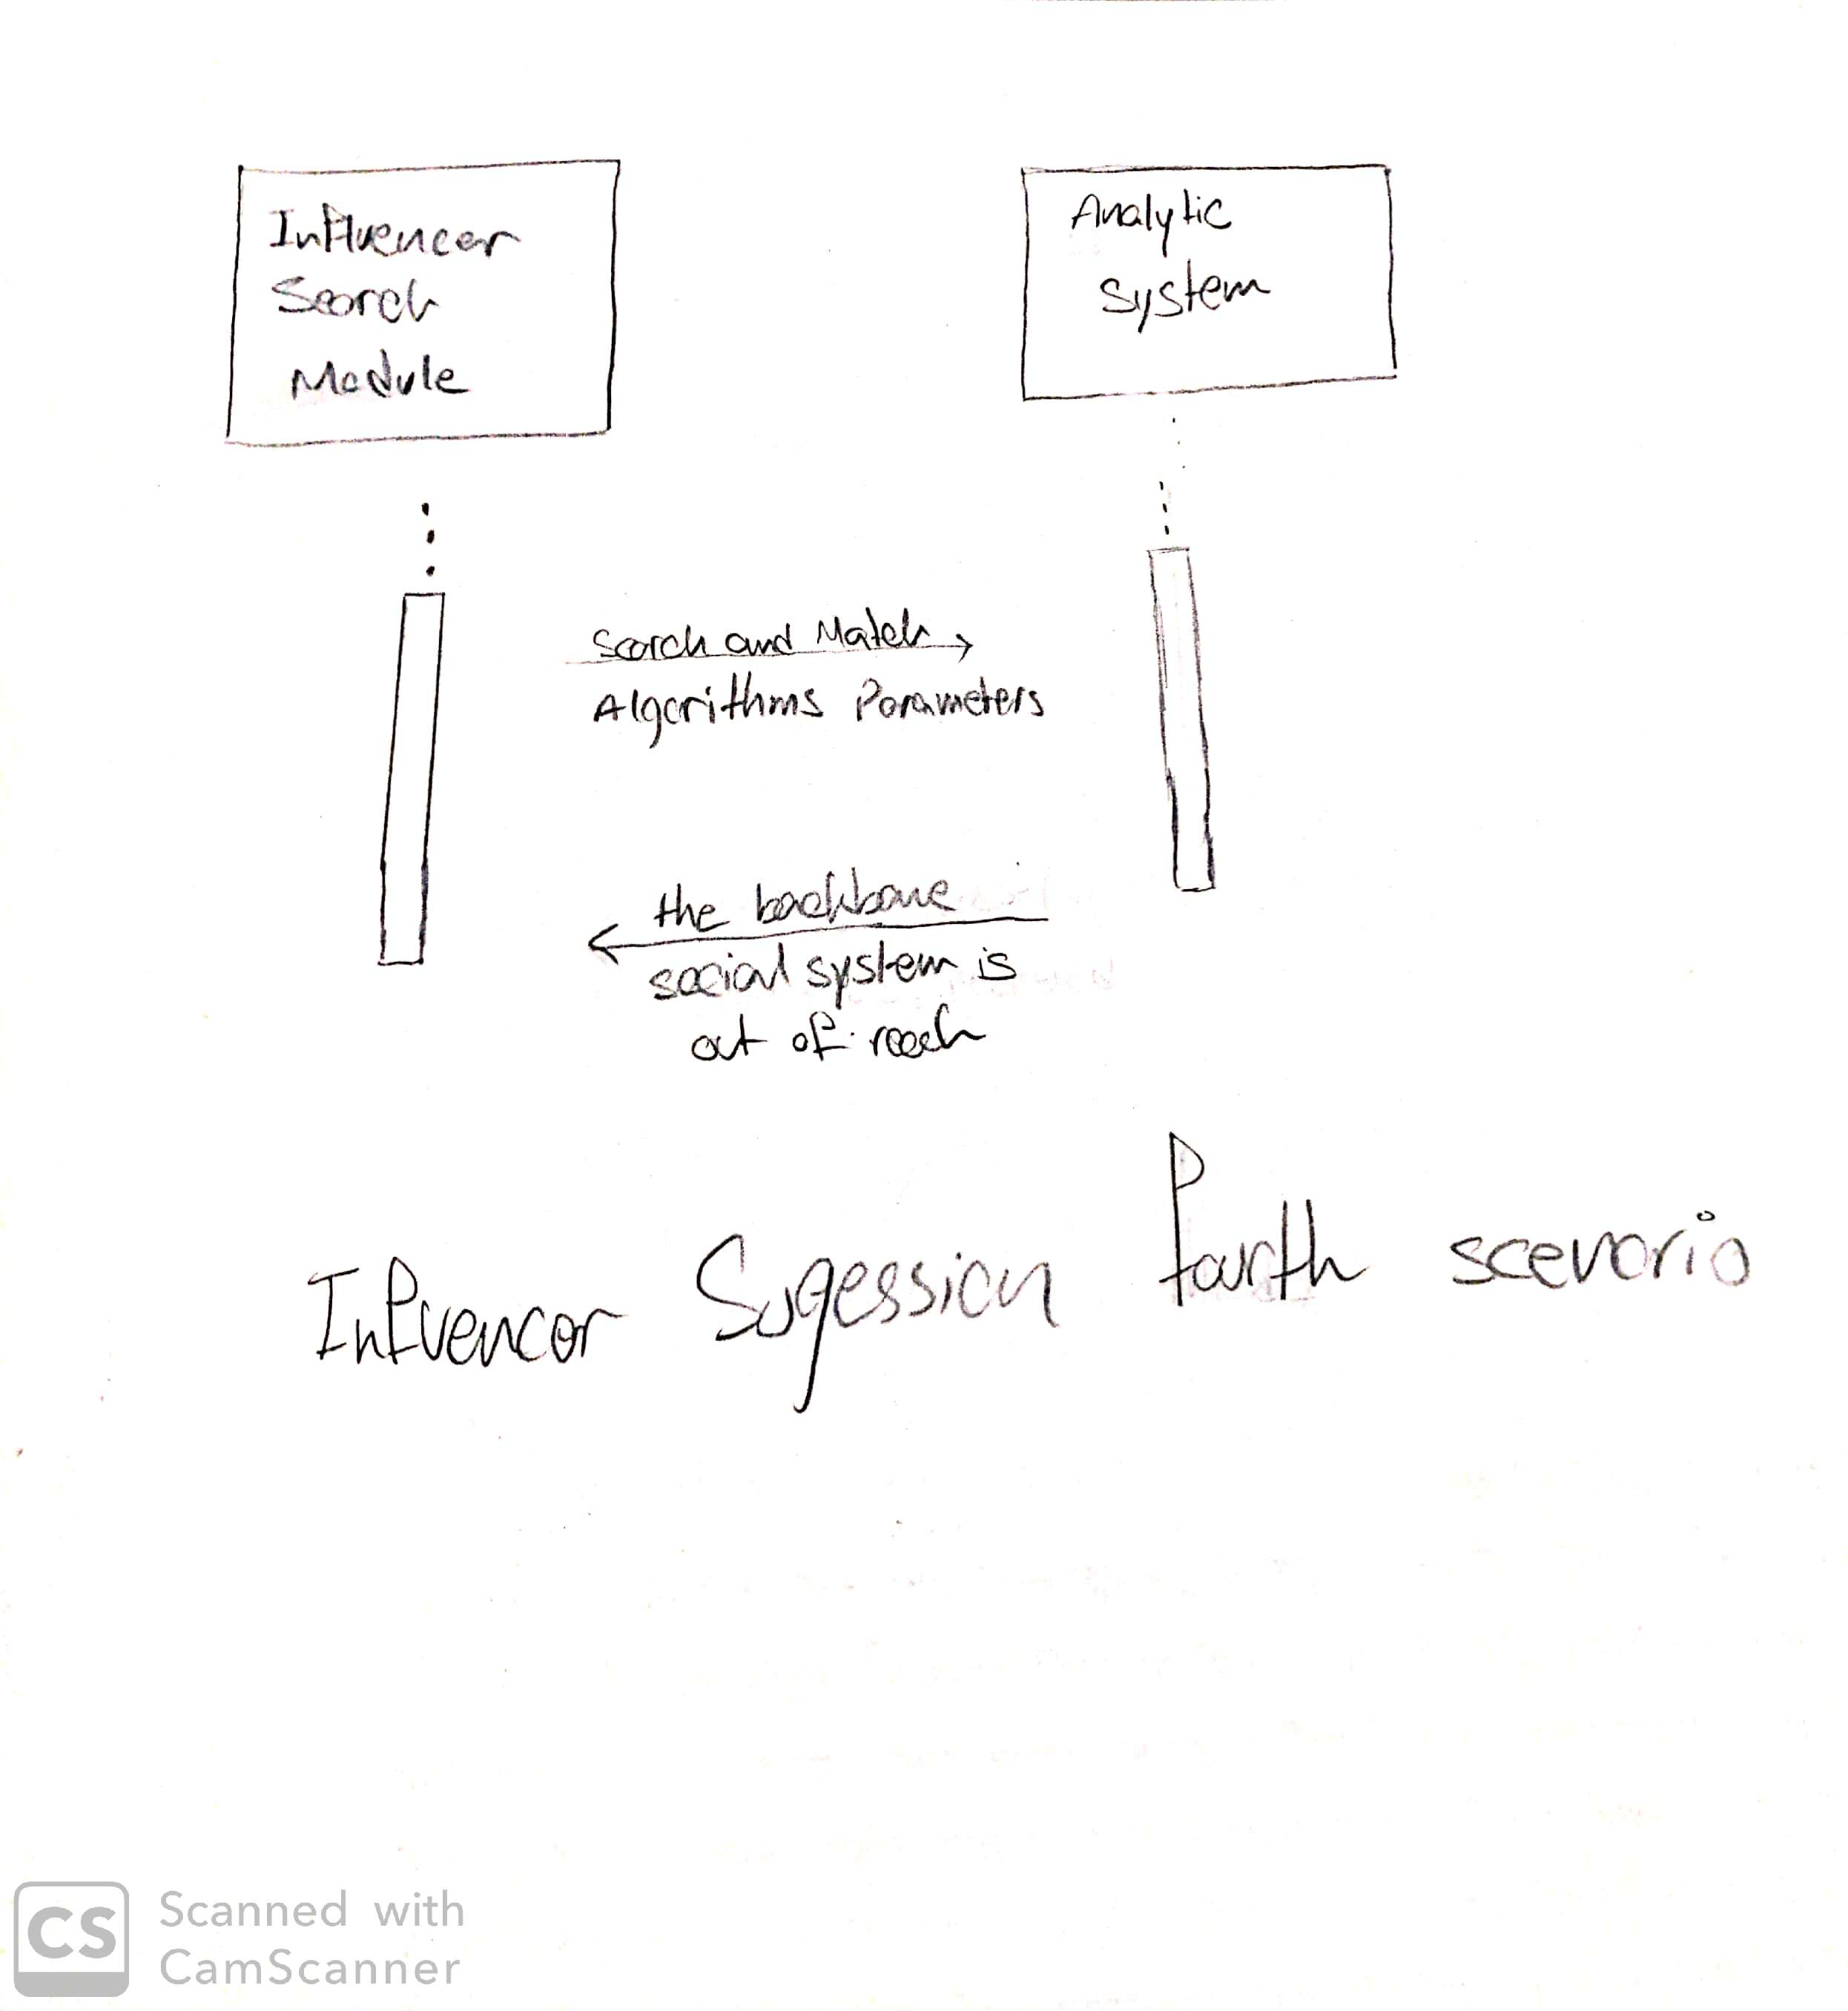 Influencer
Search
Module
Analytic
System
Search and Match
Algorithms Parameters
the backbone
social system is
out of reach
Influencer Sugession fourth scenario
CS
Scanned with
CamScanner